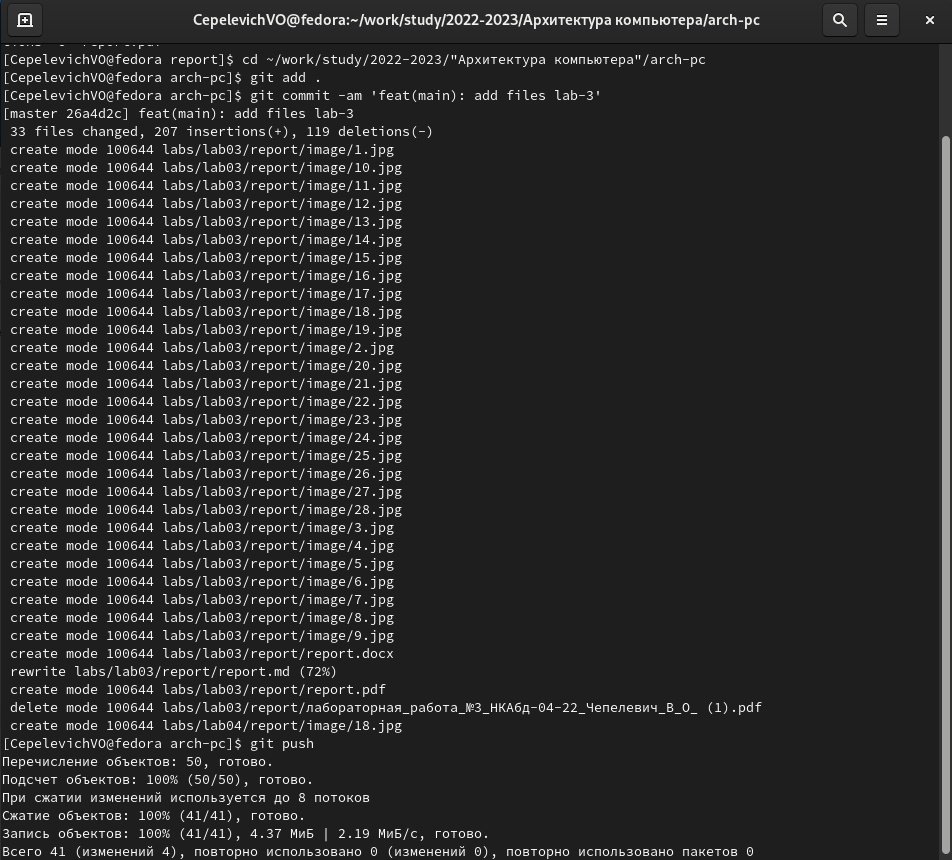 CepelevichVO@fedora:~/work/study/2022-2023/Архитектура компьютера/arch-pc
[CepelevichVO@fedora report]$ cd ~/work/study/2022-2023/"Архитектура компьютера"/arch-pc
[CepelevichVO@fedora arch-pc]$ git add .
[CepelevichVO@fedora arch-pc]$ git commit -am 'feat(main): add files lab-3'
[master 26a4d2c] feat(main): add files lab-3
 33 files changed, 207 insertions(+), 119 deletions(-)
 create mode 100644 labs/lab03/report/image/1.jpg
 create mode 100644 labs/lab03/report/image/10.jpg
 create mode 100644 labs/lab03/report/image/11.jpg
 create mode 100644 labs/lab03/report/image/12.jpg
 create mode 100644 labs/lab03/report/image/13.jpg
 create mode 100644 labs/lab03/report/image/14.jpg
 create mode 100644 labs/lab03/report/image/15.jpg
 create mode 100644 labs/lab03/report/image/16.jpg
 create mode 100644 labs/lab03/report/image/17.jpg
 create mode 100644 labs/lab03/report/image/18.jpg
 create mode 100644 labs/lab03/report/image/19.jpg
 create mode 100644 labs/lab03/report/image/2.jpg
 create mode 100644 labs/lab03/report/image/20.jpg
 create mode 100644 labs/lab03/report/image/21.jpg
 create mode 100644 labs/lab03/report/image/22.jpg
 create mode 100644 labs/lab03/report/image/23.jpg
 create mode 100644 labs/lab03/report/image/24.jpg
 create mode 100644 labs/lab03/report/image/25.jpg
 create mode 100644 labs/lab03/report/image/26.jpg
 create mode 100644 labs/lab03/report/image/27.jpg
 create mode 100644 labs/lab03/report/image/28.jpg
 create mode 100644 labs/lab03/report/image/3.jpg
 create mode 100644 labs/lab03/report/image/4.jpg
 create mode 100644 labs/lab03/report/image/5.jpg
 create mode 100644 labs/lab03/report/image/6.jpg
 create mode 100644 labs/lab03/report/image/7.jpg
 create mode 100644 labs/lab03/report/image/8.jpg
 create mode 100644 labs/lab03/report/image/9.jpg
 create mode 100644 labs/lab03/report/report.docx
 rewrite labs/lab03/report/report.md (72%)
 create mode 100644 labs/lab03/report/report.pdf
 delete mode 100644 labs/lab03/report/лабораторная_работа_№3_НКАбд-04-22_Чепелевич_В_О_ (1).pdf
 create mode 100644 labs/lab04/report/image/18.jpg
[CepelevichVO@fedora arch-pc]$ git push
Перечисление объектов: 50, готово.
Подсчет объектов: 100% (50/50), готово.
При сжатии изменений используется до 8 потоков
Сжатие объектов: 100% (41/41), готово.
Запись объектов: 100% (41/41), 4.37 МиБ | 2.19 МиБ/с, готово.
Всего 41 (изменений 4), повторно использовано 0 (изменений 0), повторно использовано пакетов 0